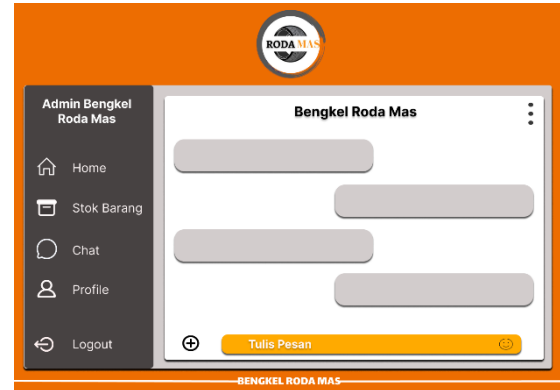 RODA MAS
Admin Bengkel
Roda Mas
Bengkel Roda Mas
Home
Stok Barang
Chat
Profile
Logout
Tulis Pesan
BENGKEL RODA MAS